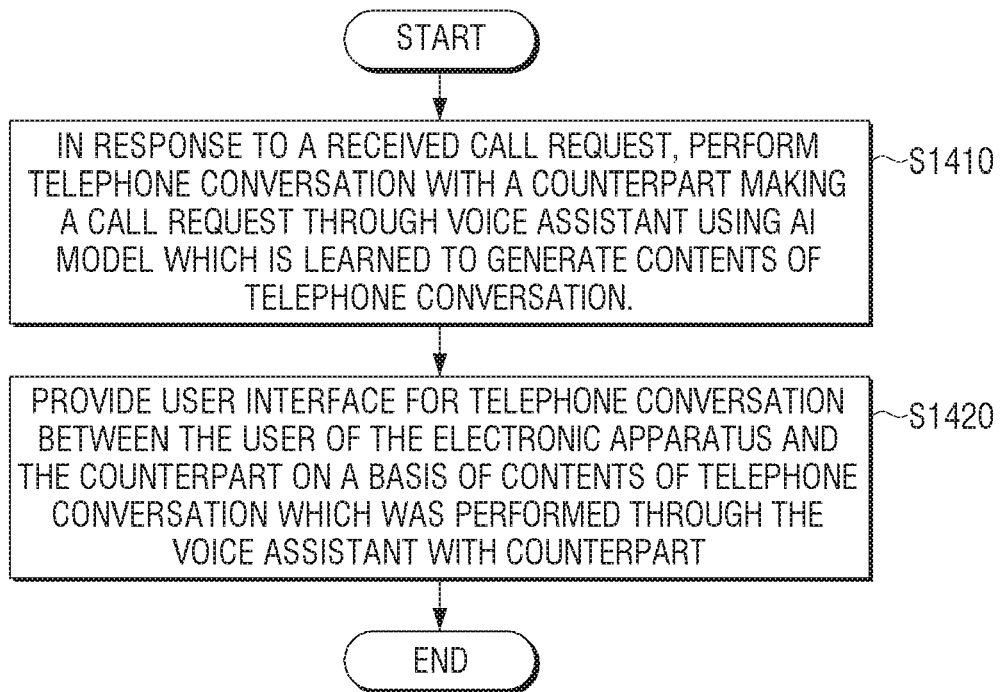 START
IN RESPONSE TO A RECEIVED CALL REQUEST, PERFORM
TELEPHONE CONVERSATION WITH A COUNTERPART MAKING
A CALL REQUEST THROUGH VOICE ASSISTANT USING AI
MODEL WHICH IS LEARNED TO GENERATE CONTENTS OF
TELEPHONE CONVERSATION.
S1410
PROVIDE USER INTERFACE FOR TELEPHONE CONVERSATION
BETWEEN THE USER OF THE ELECTRONIC APPARATUS AND
THE COUNTERPART ON A BASIS OF CONTENTS OF TELEPHONE
CONVERSATION WHICH WAS PERFORMED THROUGH THE
VOICE ASSISTANT WITH COUNTERPART
S1420
END